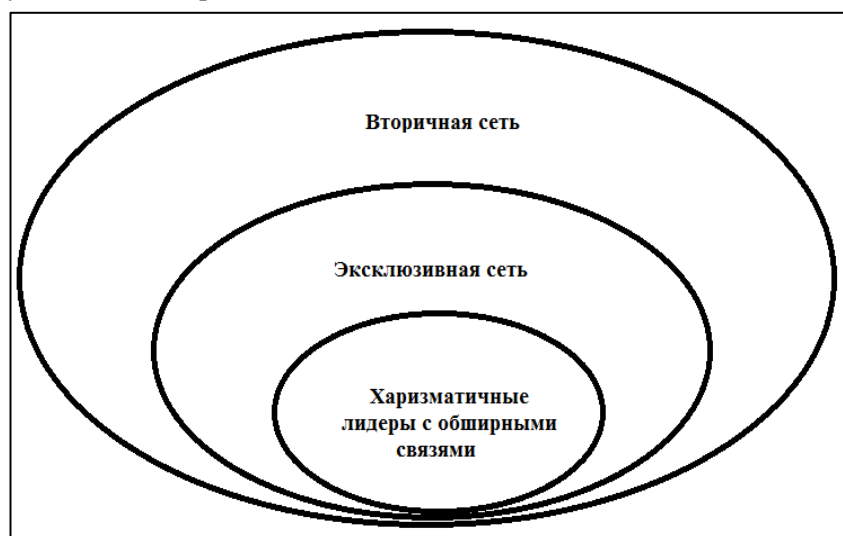 Вторичная сеть
Эксклюзивная сеть
Харизматичные
лидеры с обширными
связями